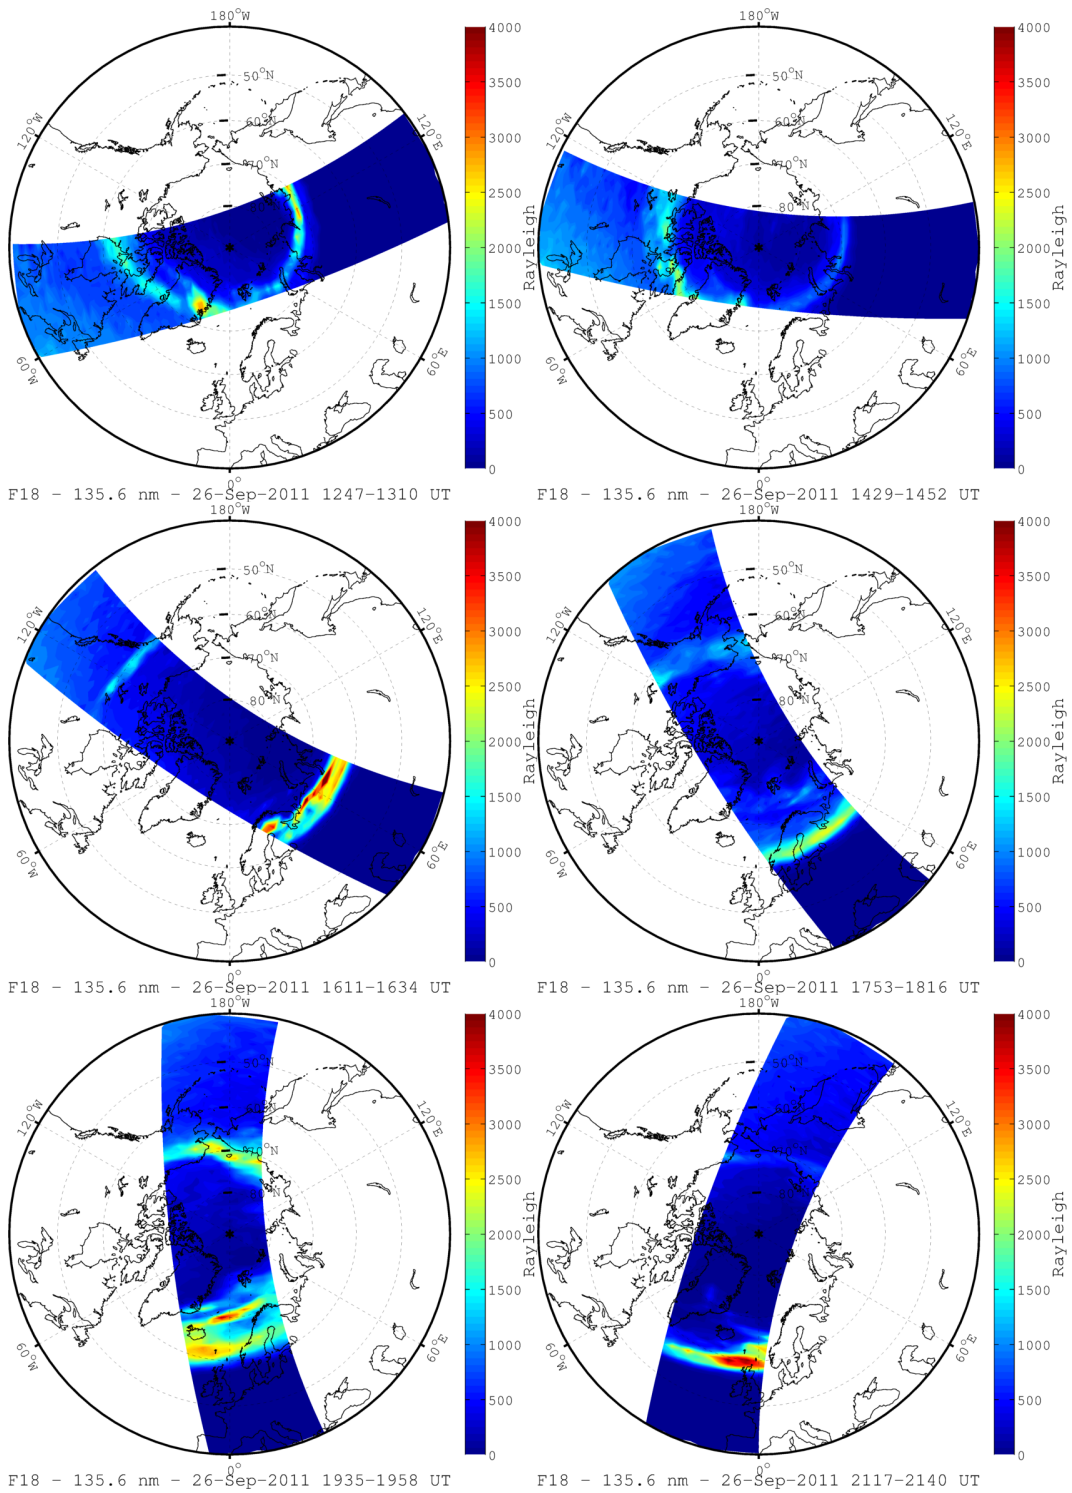 180°W
120°W
50°N
60°N
70°N
80°N
120°E
60°W
60°E
0°
4000
3500
3000
2500
2000
1500
1000
500
0
Rayleigh
F18 - 135.6 nm - 26-Sep-2011 1247-1310 UT
180°W
120°W
50°N
60°N
70°N
80°N
120°E
60°W
60°E
0°
4000
3500
3000
2500
2000
1500
1000
500
0
Rayleigh
F18 - 135.6 nm - 26-Sep-2011 1429-1452 UT
180°W
120°W
50°N
60°N
70°N
80°N
120°E
60°W
60°E
0°
4000
3500
3000
2500
2000
1500
1000
500
0
Rayleigh
F18 - 135.6 nm - 26-Sep-2011 1611-1634 UT
180°W
120°W
50°N
60°N
70°N
80°N
120°E
60°W
60°E
0°
4000
3500
3000
2500
2000
1500
1000
500
0
Rayleigh
F18 - 135.6 nm - 26-Sep-2011 1753-1816 UT
180°W
120°W
50°N
60°N
70°N
80°N
120°E
60°W
60°E
0°
4000
3500
3000
2500
2000
1500
1000
500
0
Rayleigh
F18 - 135.6 nm - 26-Sep-2011 1935-1958 UT
180°W
120°W
50°N
60°N
70°N
80°N
120°E
60°W
60°E
0°
4000
3500
3000
2500
2000
1500
1000
500
0
Rayleigh
F18 - 135.6 nm - 26-Sep-2011 2117-2140 UT